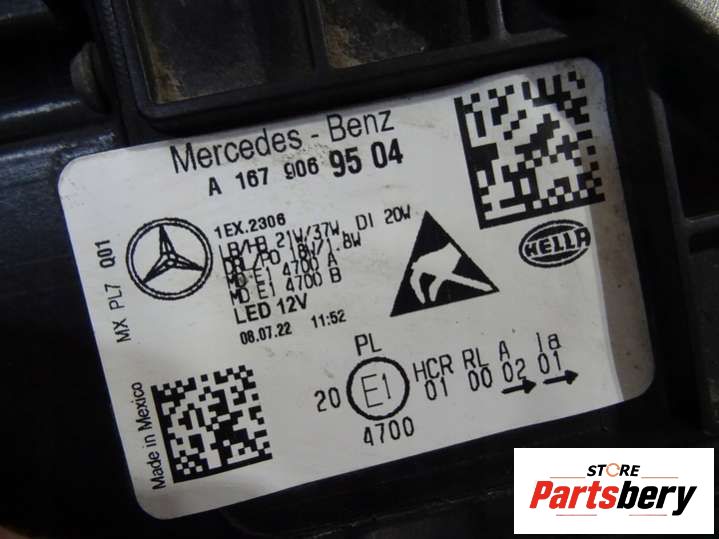 Mercedes - Benz
A 167 906 95 04
MX PL7 Q01
1EX.2306
LB/HB 21W/37W, DI 20W
DRL/PO 18W/1.8W
MD E1 4700 A
MD E1 4700 B
LED 12V
08.07.22 11:52
HELLA
PL
20 E1 HCR RL A 1a
01 00 02 01
4700
Made in Mexico
STORE
Partsbery